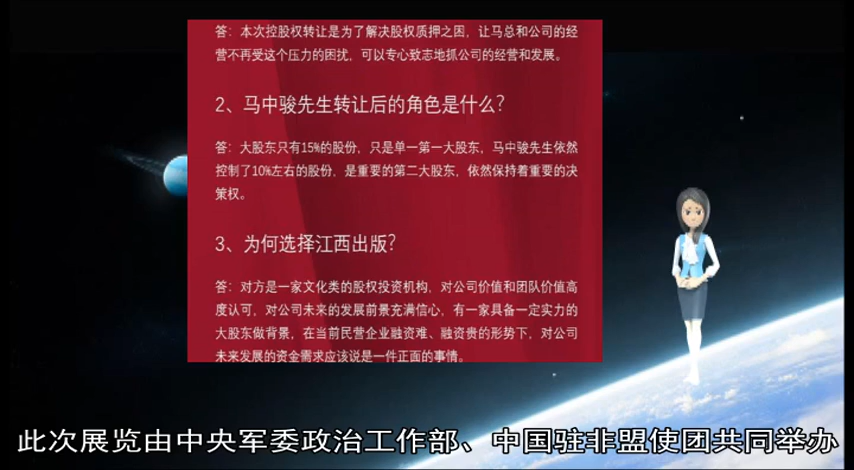 答：本次控股权转让是为了解决股权质押之困，让马总和公司的经
营不再受这个压力的困扰，可以专心致志地抓公司的经营和发展。
2、马中骏先生转让后的角色是什么？
答：大股东只有15%的股份，只是单一第一大股东，马中骏先生依然
控制了10%左右的股份，是重要的第二大股东，依然保持着重要的决
策权。
3、为何选择江西出版？
答：对方是一家文化类的股权投资机构，对公司价值和团队价值高
度认可，对公司未来的发展前景充满信心，有一家具备一定实力的
大股东做背景，在当前民营企业融资难、融资贵的形势下，对公司
未来发展的资金需求应该说是一件正面的事情。
此次展览由中央军委政治工作部、中国驻非盟使团共同举办